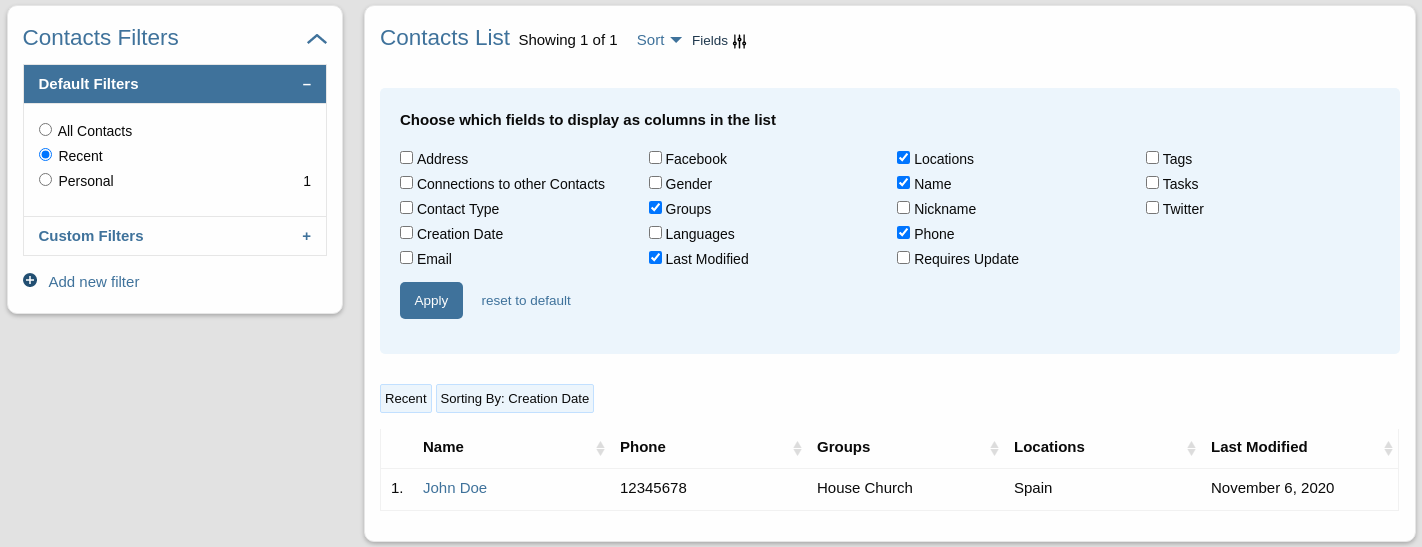 Contacts Filters
Default Filters –
All Contacts
Recent
Personal 1
Custom Filters +
Add new filter
Contacts List Showing 1 of 1 Sort Fields
Choose which fields to display as columns in the list
Address Facebook Locations Tags
Connections to other Contacts Gender Name Tasks
Contact Type Groups Nickname Twitter
Creation Date Languages Phone
Email Last Modified Requires Update
Apply reset to default
Recent Sorting By: Creation Date
Name Phone Groups Locations Last Modified
1. John Doe 12345678 House Church Spain November 6, 2020